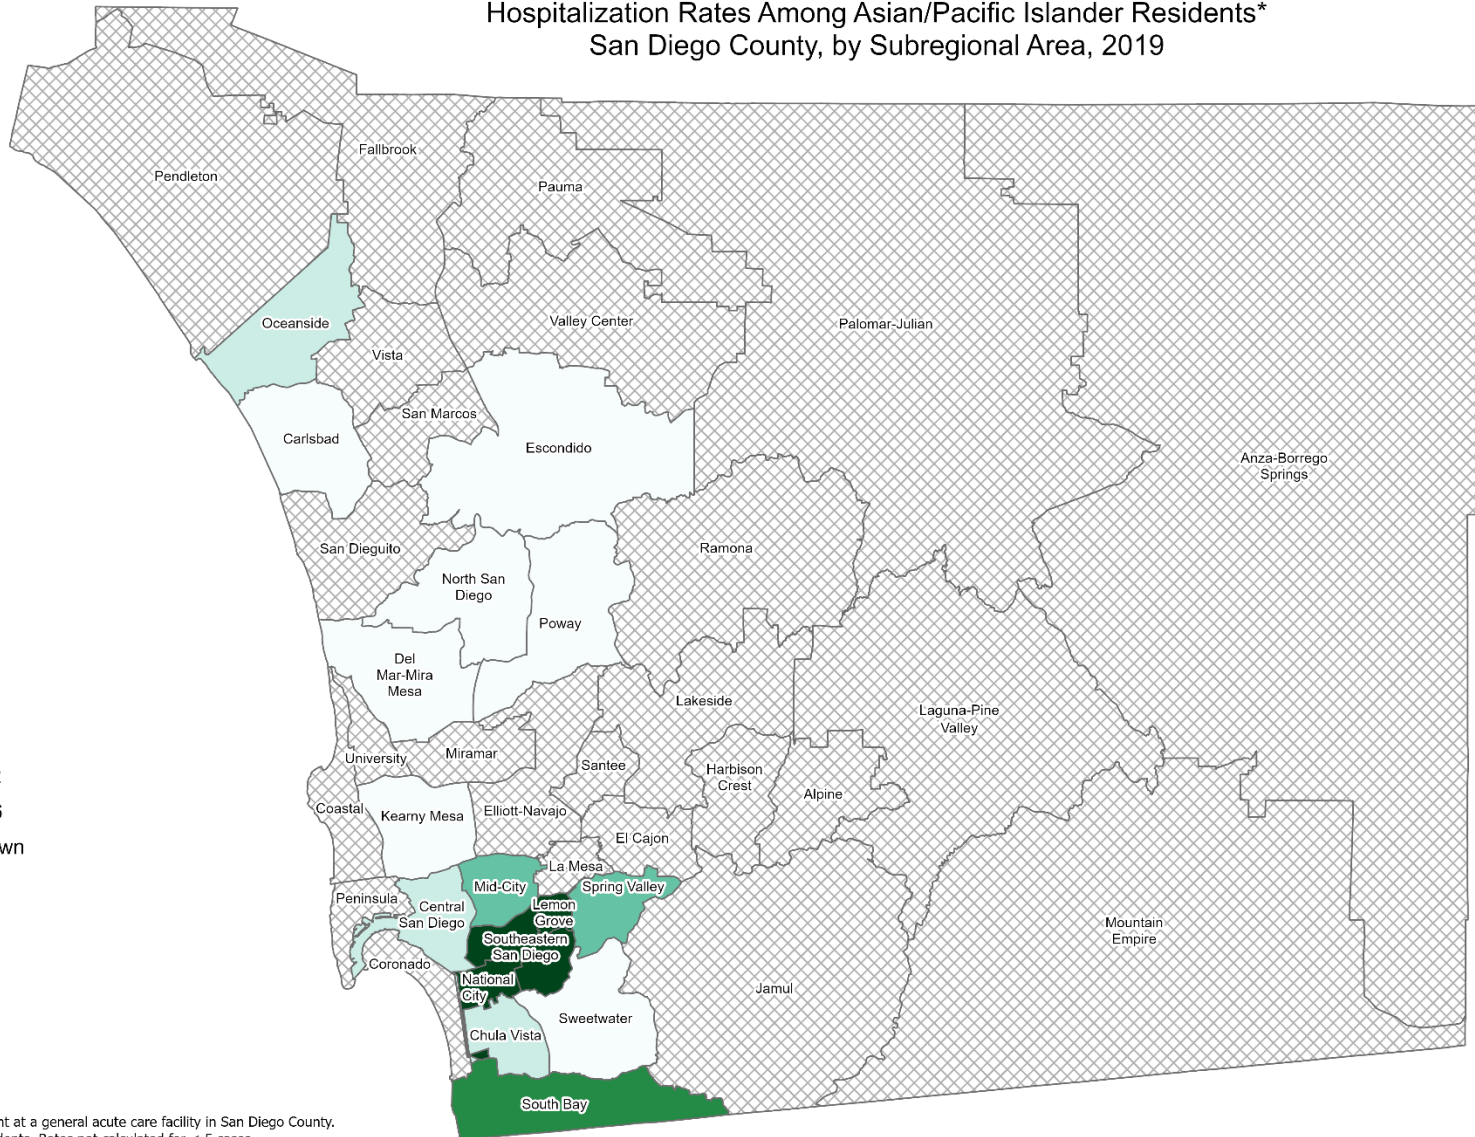 Hospitalization Rates Among Asian/Pacific Islander Residents*
San Diego County, by Subregional Area, 2019
Fallbrook
Pendleton
Pauma
Oceanside
Valley Center
Palomar-Julian
Vista
San Marcos
Carlsbad
Escondido
Anza-Borrego
Springs
San Dieguito
Ramona
North San
Diego
Poway
Del
Mar-Mira
Mesa
Lakeside
Laguna-Pine
Valley
University
Miramar
Santee
Harbison
Crest
Alpine
Coastal
Kearny Mesa
Elliott-Navajo
El Cajon
La Mesa
Mid-City
Spring Valley
Peninsula
Central
San Diego
Lemon
Grove
Southeastern
San Diego
Mountain
Empire
Coronado
National
City
Jamul
Sweetwater
Chula Vista
South Bay
wn
nt at a general acute care facility in San Diego County.